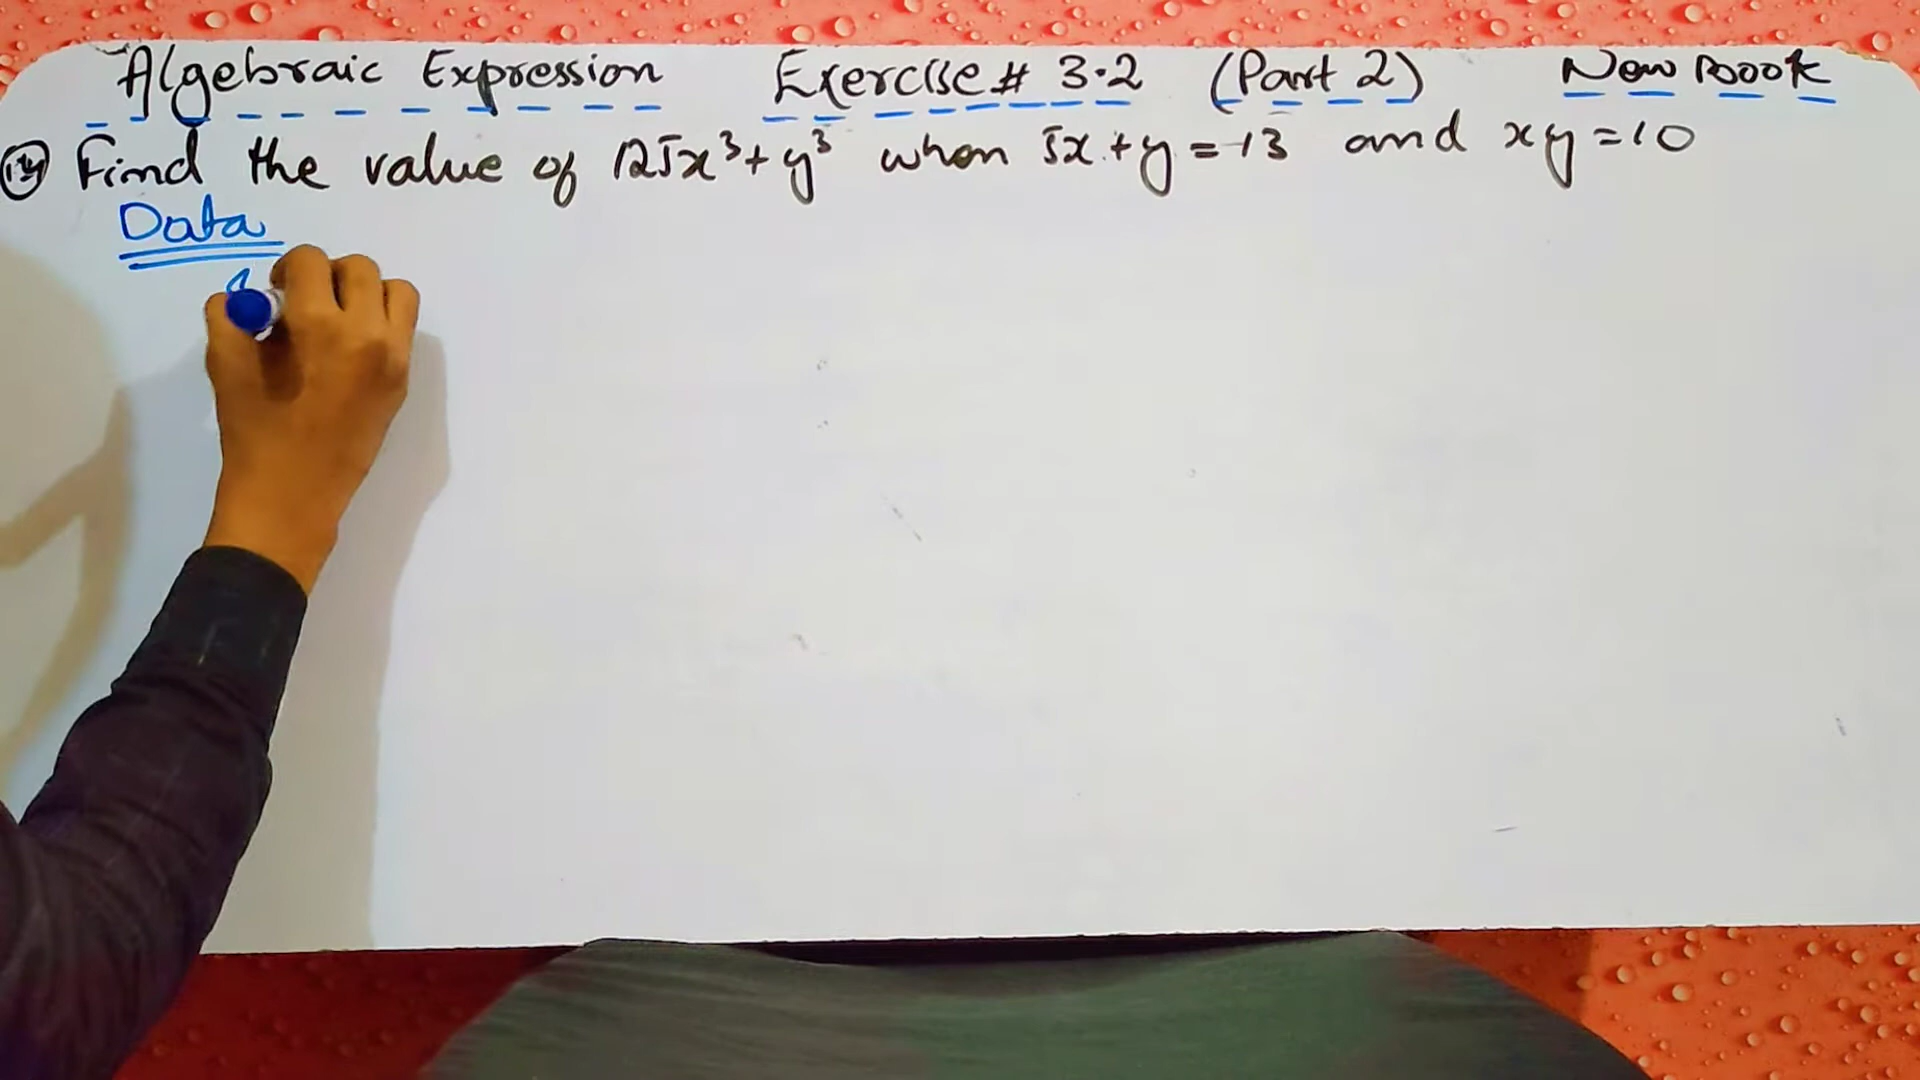 Algebraic Expression Exercise # 3.2 (Part 2) New Book
Find the value of 125x³+y³ when 5x+y=13 and xy=10
Data